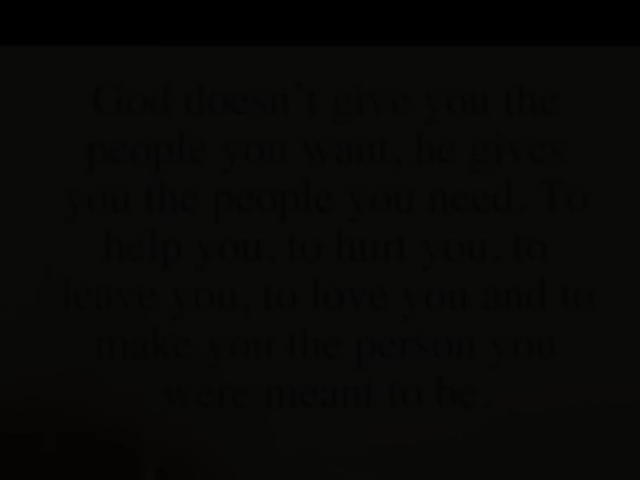 God doesn't give you the
people you want, he gives
you the people you need. To
help you, to hurt you, to
leave you, to love you and to
make you the person you
were meant to be.